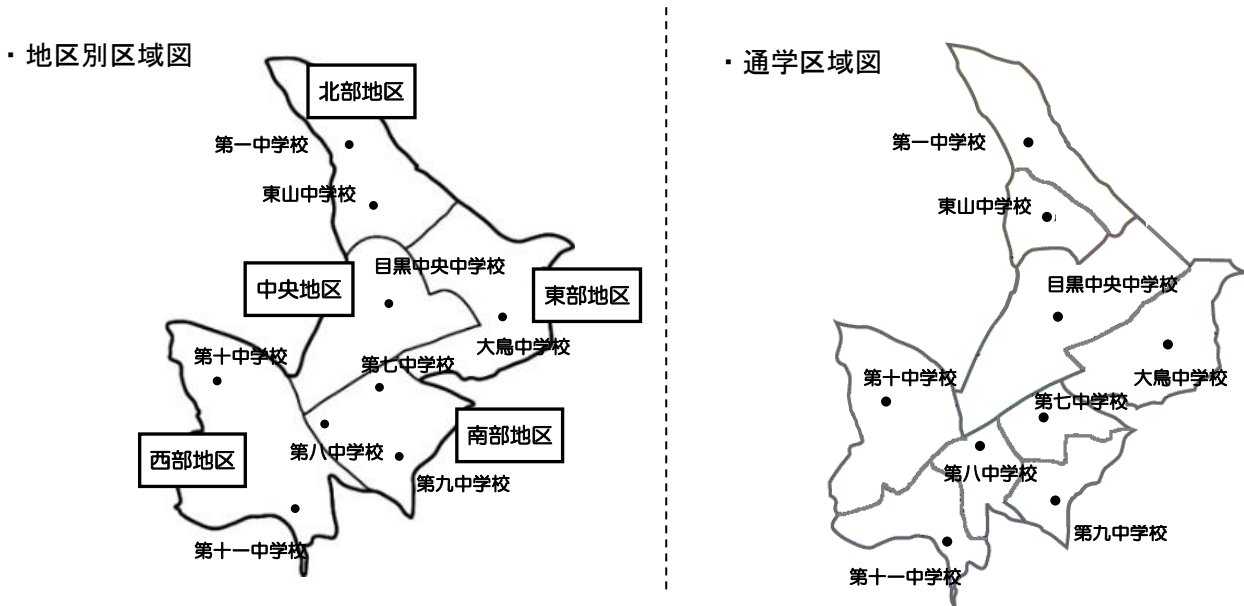 ・地区別区域図
北部地区
第一中学校
東山中学校
目黒中央中学校
中央地区
東部地区
大鳥中学校
第十中学校
第七中学校
南部地区
西部地区
第八中学校
第九中学校
第十一中学校
・通学区域図
第一中学校
東山中学校
目黒中央中学校
大鳥中学校
第十中学校
第七中学校
第八中学校
第九中学校
第十一中学校